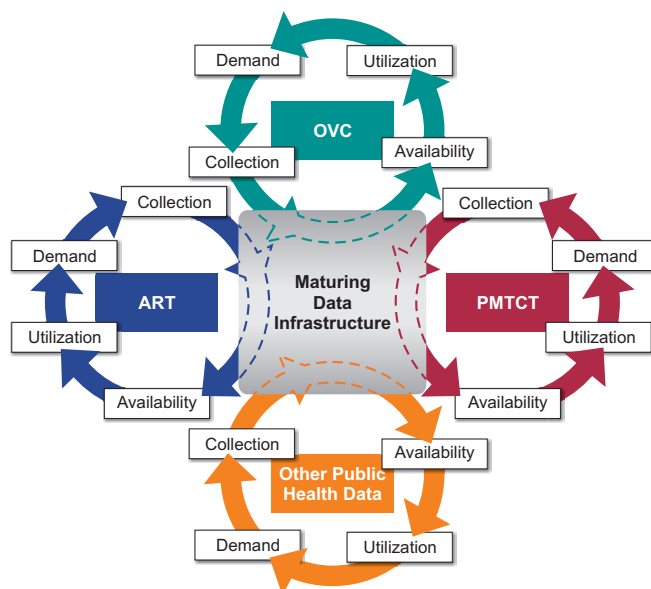 Demand
Utilization
OVC
Collection
Availability
Collection
Demand
ART
Utilization
Availability
Maturing
Data
Infrastructure
Collection
Demand
PMTCT
Utilization
Availability
Collection
Availability
Other Public
Health Data
Demand
Utilization